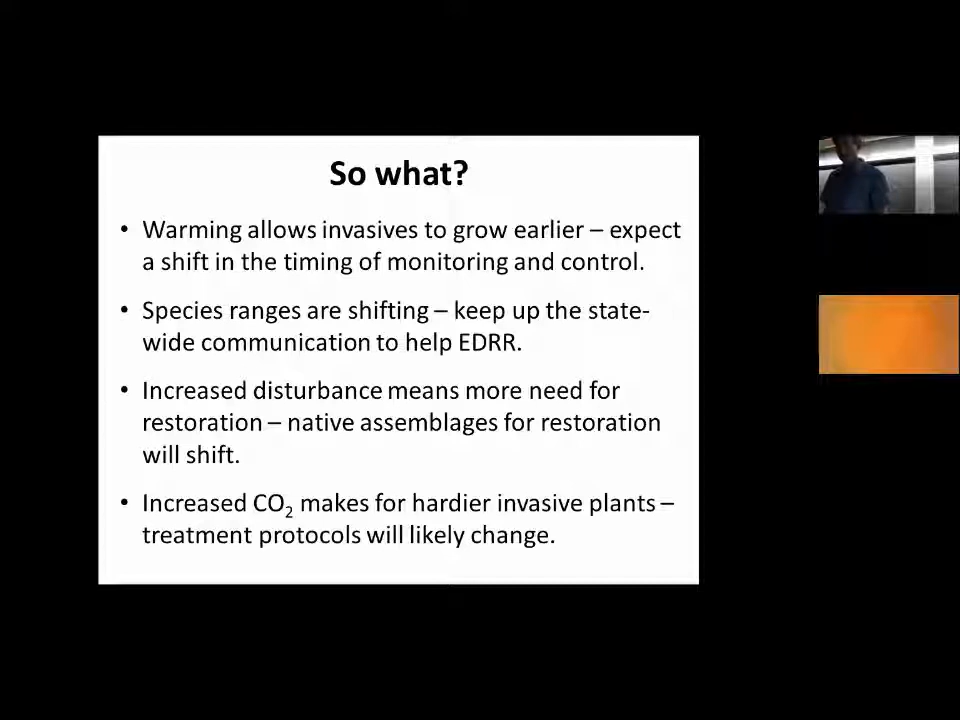 So what?
• Warming allows invasives to grow earlier – expect
a shift in the timing of monitoring and control.
• Species ranges are shifting – keep up the state-
wide communication to help EDRR.
• Increased disturbance means more need for
restoration – native assemblages for restoration
will shift.
• Increased CO₂ makes for hardier invasive plants –
treatment protocols will likely change.